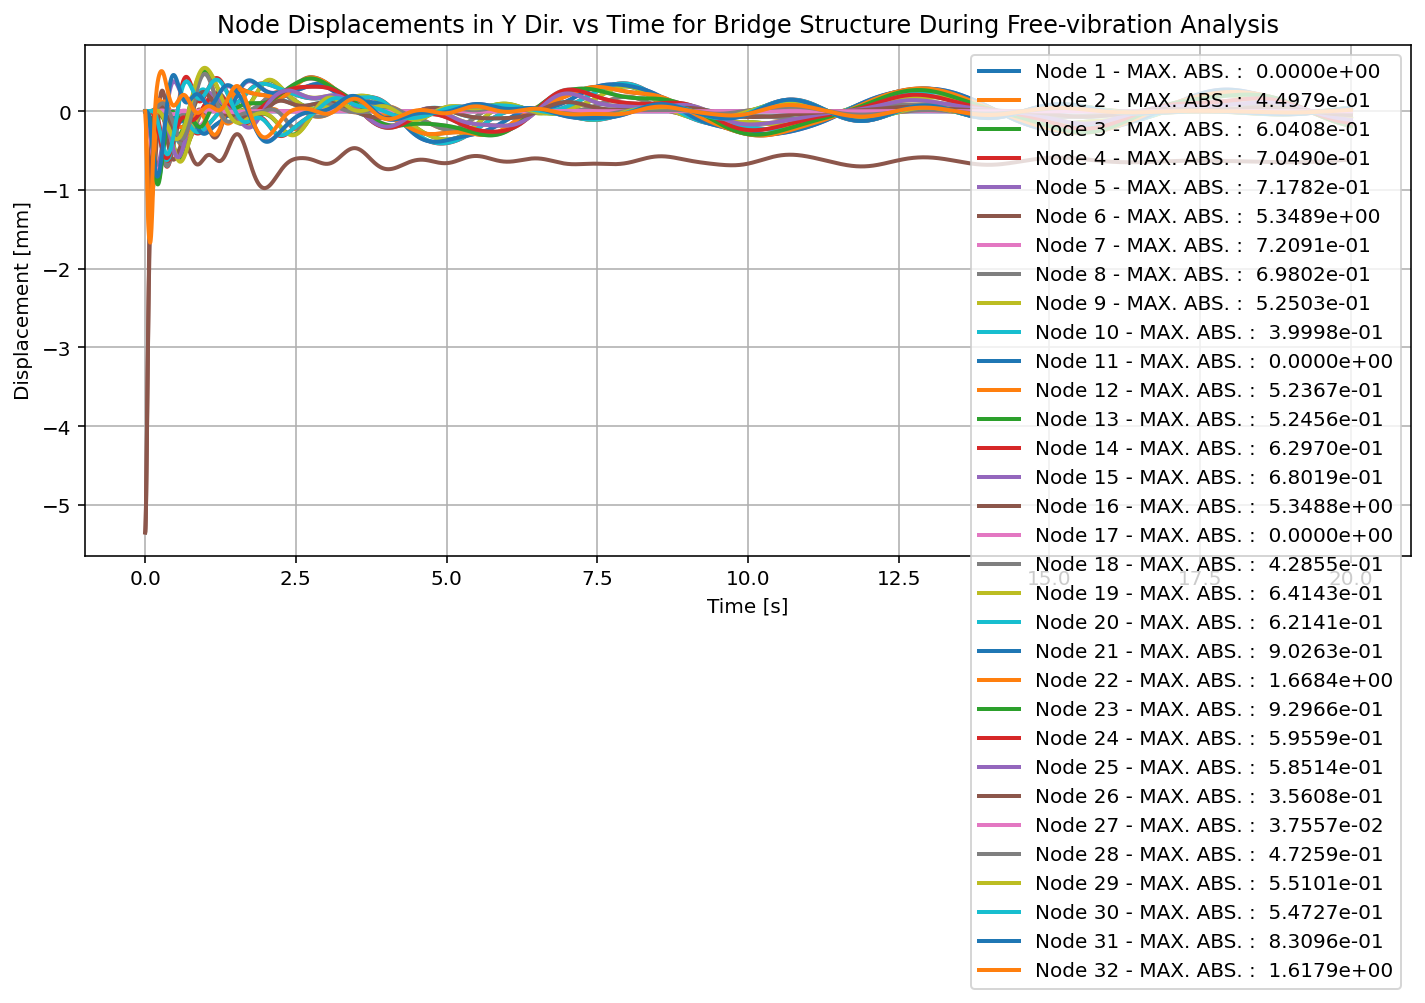 Node Displacements in Y Dir. vs Time for Bridge Structure During Free-vibration Analysis
Displacement [mm]
0
−1
−2
−3
−4
−5
0.0 2.5 5.0 7.5 10.0 12.5 15.0 17.5 20.0
Time [s]
Node 1 - MAX. ABS. : 0.0000e+00
Node 2 - MAX. ABS. : 4.4979e-01
Node 3 - MAX. ABS. : 6.0408e-01
Node 4 - MAX. ABS. : 7.0490e-01
Node 5 - MAX. ABS. : 7.1782e-01
Node 6 - MAX. ABS. : 5.3489e+00
Node 7 - MAX. ABS. : 7.2091e-01
Node 8 - MAX. ABS. : 6.9802e-01
Node 9 - MAX. ABS. : 5.2503e-01
Node 10 - MAX. ABS. : 3.9998e-01
Node 11 - MAX. ABS. : 0.0000e+00
Node 12 - MAX. ABS. : 5.2367e-01
Node 13 - MAX. ABS. : 5.2456e-01
Node 14 - MAX. ABS. : 6.2970e-01
Node 15 - MAX. ABS. : 6.8019e-01
Node 16 - MAX. ABS. : 5.3488e+00
Node 17 - MAX. ABS. : 0.0000e+00
Node 18 - MAX. ABS. : 4.2855e-01
Node 19 - MAX. ABS. : 6.4143e-01
Node 20 - MAX. ABS. : 6.2141e-01
Node 21 - MAX. ABS. : 9.0263e-01
Node 22 - MAX. ABS. : 1.6684e+00
Node 23 - MAX. ABS. : 9.2966e-01
Node 24 - MAX. ABS. : 5.9559e-01
Node 25 - MAX. ABS. : 5.8514e-01
Node 26 - MAX. ABS. : 3.5608e-01
Node 27 - MAX. ABS. : 3.7557e-02
Node 28 - MAX. ABS. : 4.7259e-01
Node 29 - MAX. ABS. : 5.5101e-01
Node 30 - MAX. ABS. : 5.4727e-01
Node 31 - MAX. ABS. : 8.3096e-01
Node 32 - MAX. ABS. : 1.6179e+00